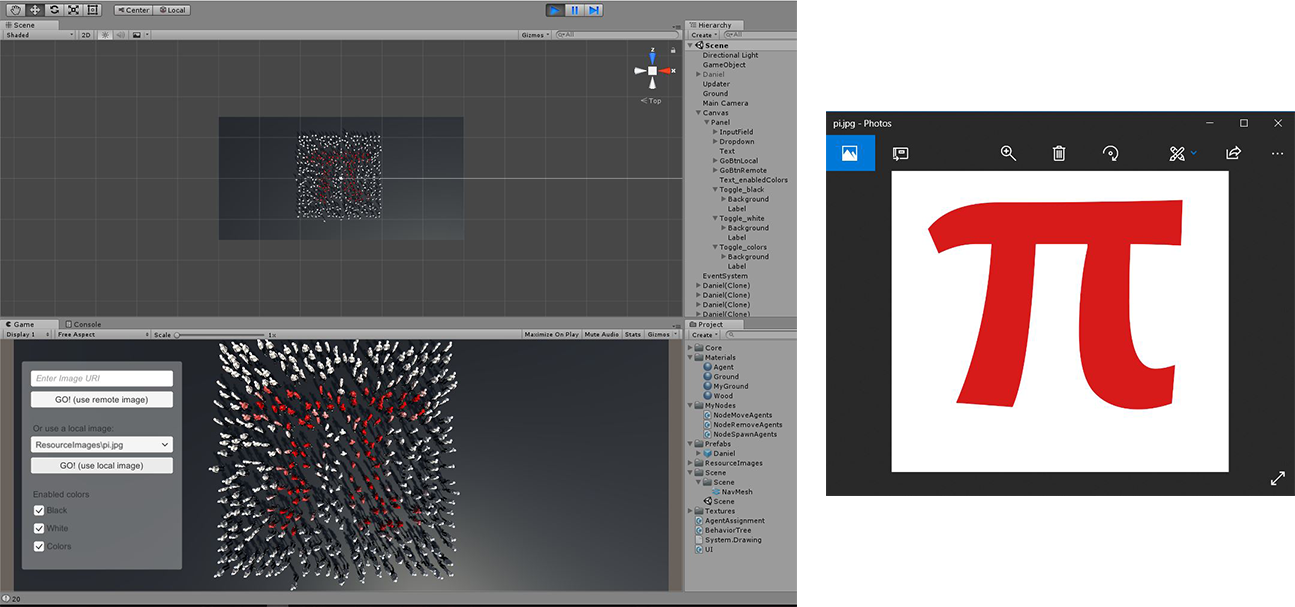 Center Local
Scene
Shaded 2D Gizmos All
z
x
Top
Hierarchy
Create All
Scene
Directional Light
GameObject
Daniel
Updater
Ground
Main Camera
Canvas
Panel
InputField
Dropdown
Text
GoBtnLocal
GoBtnRemote
Text_enabledColors
Toggle_black
Background
Label
Toggle_white
Background
Label
Toggle_colors
Background
Label
EventSystem
Daniel(Clone)
Daniel(Clone)
Daniel(Clone)
Daniel(Clone)
Game Console
Display 1 Free Aspect Scale 1x Maximize On Play Mute Audio Stats Gizmos
Enter Image URI
GO! (use remote image)
Or use a local image:
ResourceImages\pi.jpg
GO! (use local image)
Enabled colors
Black
White
Colors
20
Project
Create
Core
Materials
Agent
Ground
MyGround
Wood
MyNodes
NodeMoveAgents
NodeRemoveAgents
NodeSpawnAgents
Prefabs
Daniel
ResourceImages
Scene
Scene
NavMesh
Scene
Textures
AgentAssignment
BehaviorTree
System.Drawing
UI
pi.jpg - Photos
π